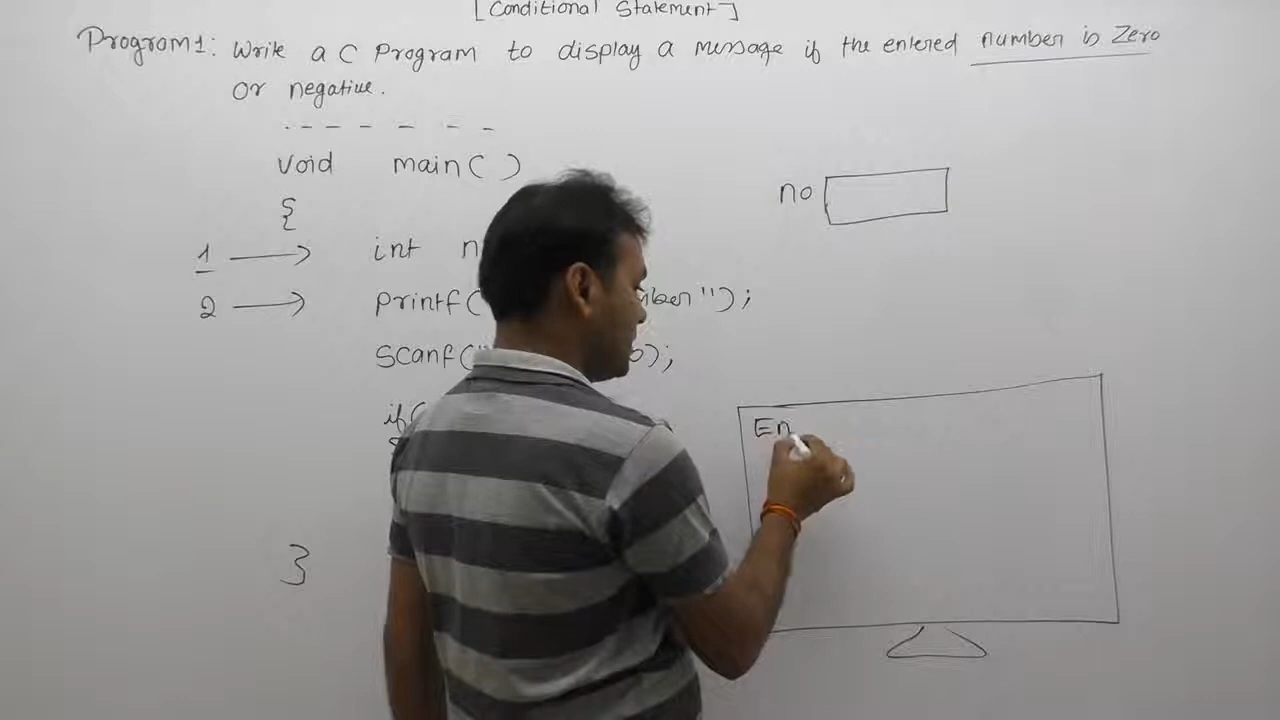 [Conditional Statement]
Program1: Write a C Program to display a message if the entered number is Zero
or negative.
void main( )
{
1 int n
2 printf( ");
scanf(" );
if(
}
no
En